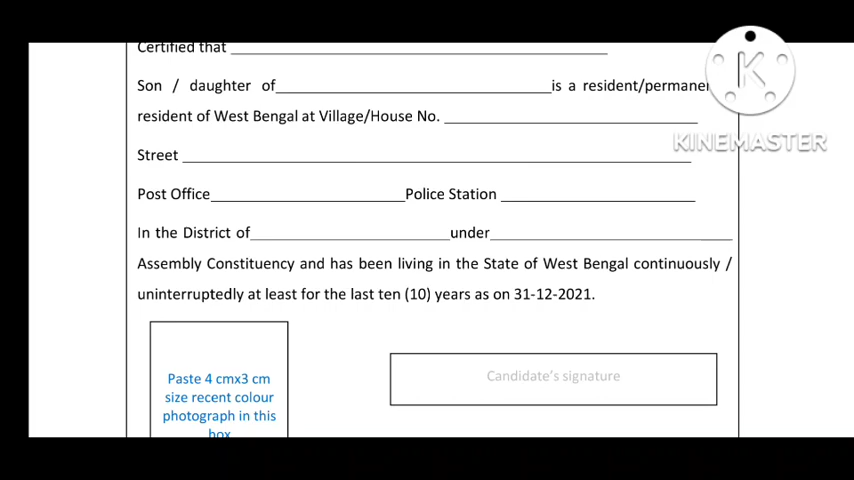 Certified that
Son / daughter of is a resident/permanen
resident of West Bengal at Village/House No.
Street
Post Office Police Station
In the District of under
Assembly Constituency and has been living in the State of West Bengal continuously /
uninterruptedly at least for the last ten (10) years as on 31-12-2021.
Candidate's signature
Paste 4 cmx3 cm
size recent colour
photograph in this
box
K
KINEMASTER